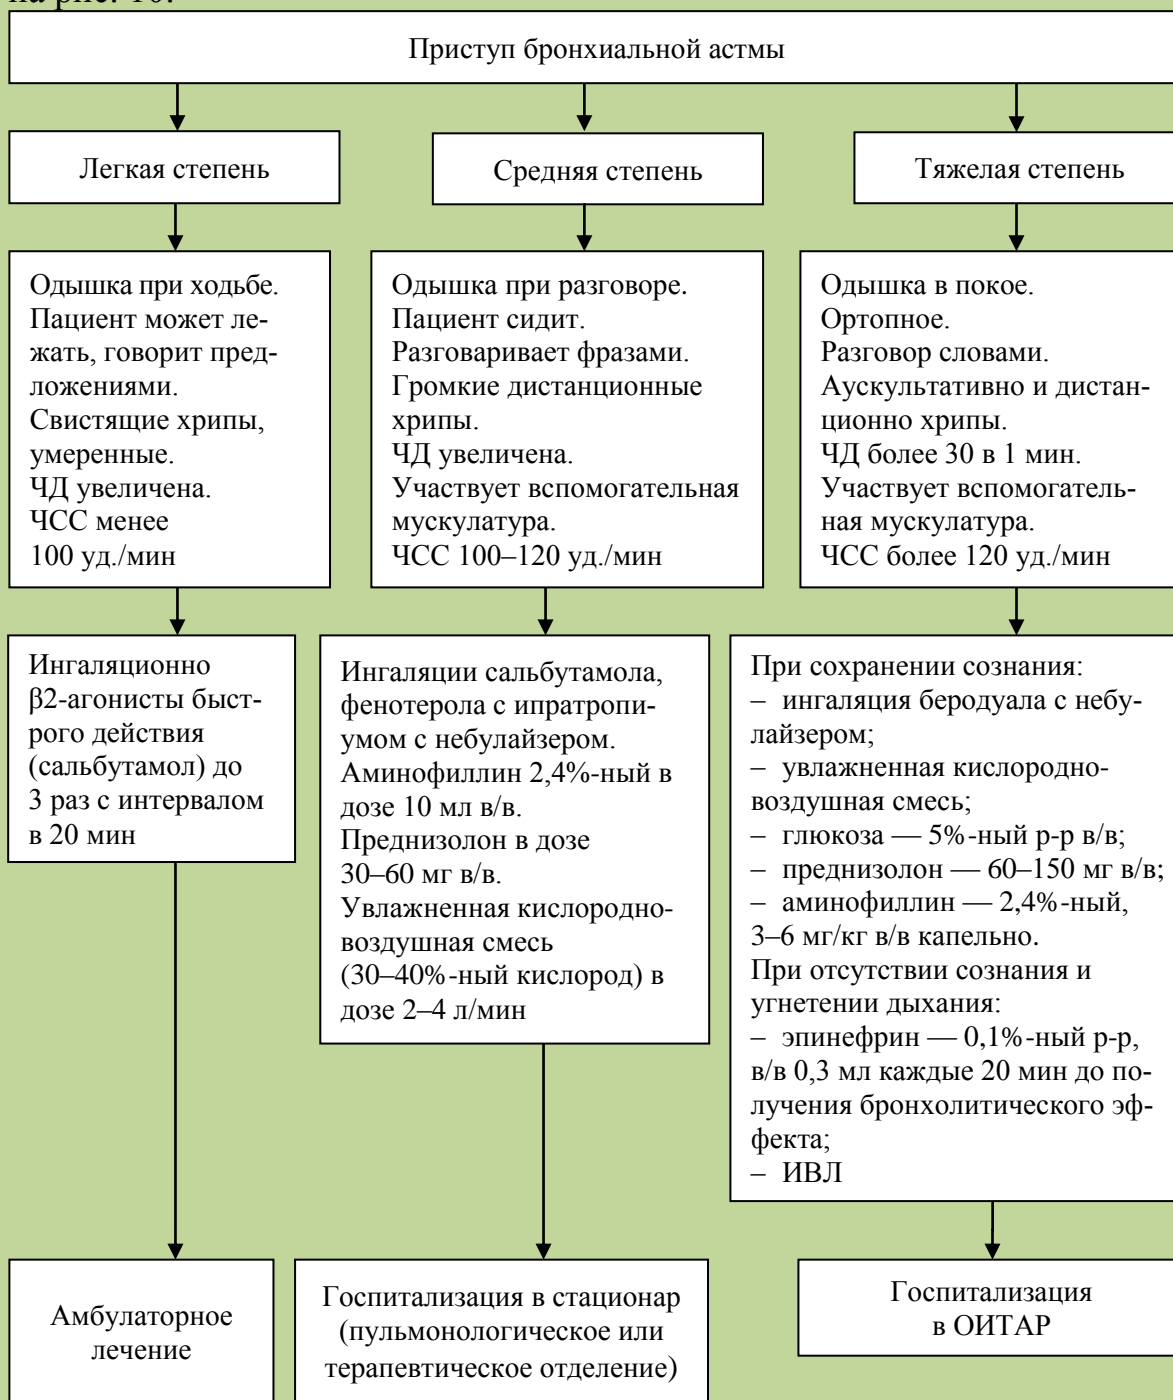 на рис. 10.
Приступ бронхиальной астмы
Легкая степень
Средняя степень
Тяжелая степень
Одышка при ходьбе.
Пациент может ле-
жать, говорит пред-
ложениями.
Свистящие хрипы,
умеренные.
ЧД увеличена.
ЧСС менее
100 уд./мин
Одышка при разговоре.
Пациент сидит.
Разговаривает фразами.
Громкие дистанционные
хрипы.
ЧД увеличена.
Участвует вспомогательная
мускулатура.
ЧСС 100–120 уд./мин
Одышка в покое.
Ортопное.
Разговор словами.
Аускультативно и дистан-
ционно хрипы.
ЧД более 30 в 1 мин.
Участвует вспомогатель-
ная мускулатура.
ЧСС более 120 уд./мин
Ингаляционно
β2-агонисты быст-
рого действия
(сальбутамол) до
3 раз с интервалом
в 20 мин
Ингаляции сальбутамола,
фенотерола с ипратропи-
умом с небулайзером.
Аминофиллин 2,4%-ный в
дозе 10 мл в/в.
Преднизолон в дозе
30–60 мг в/в.
Увлажненная кислородно-
воздушная смесь
(30–40%-ный кислород) в
дозе 2–4 л/мин
При сохранении сознания:
– ингаляция беродуала с небу-
лайзером;
– увлажненная кислородно-
воздушная смесь;
– глюкоза — 5%-ный р-р в/в;
– преднизолон — 60–150 мг в/в;
– аминофиллин — 2,4%-ный,
3–6 мг/кг в/в капельно.
При отсутствии сознания и
угнетении дыхания:
– эпинефрин — 0,1%-ный р-р,
в/в 0,3 мл каждые 20 мин до по-
лучения бронхолитического эф-
фекта;
– ИВЛ
Амбулаторное
лечение
Госпитализация в стационар
(пульмонологическое или
терапевтическое отделение)
Госпитализация
в ОИТАР